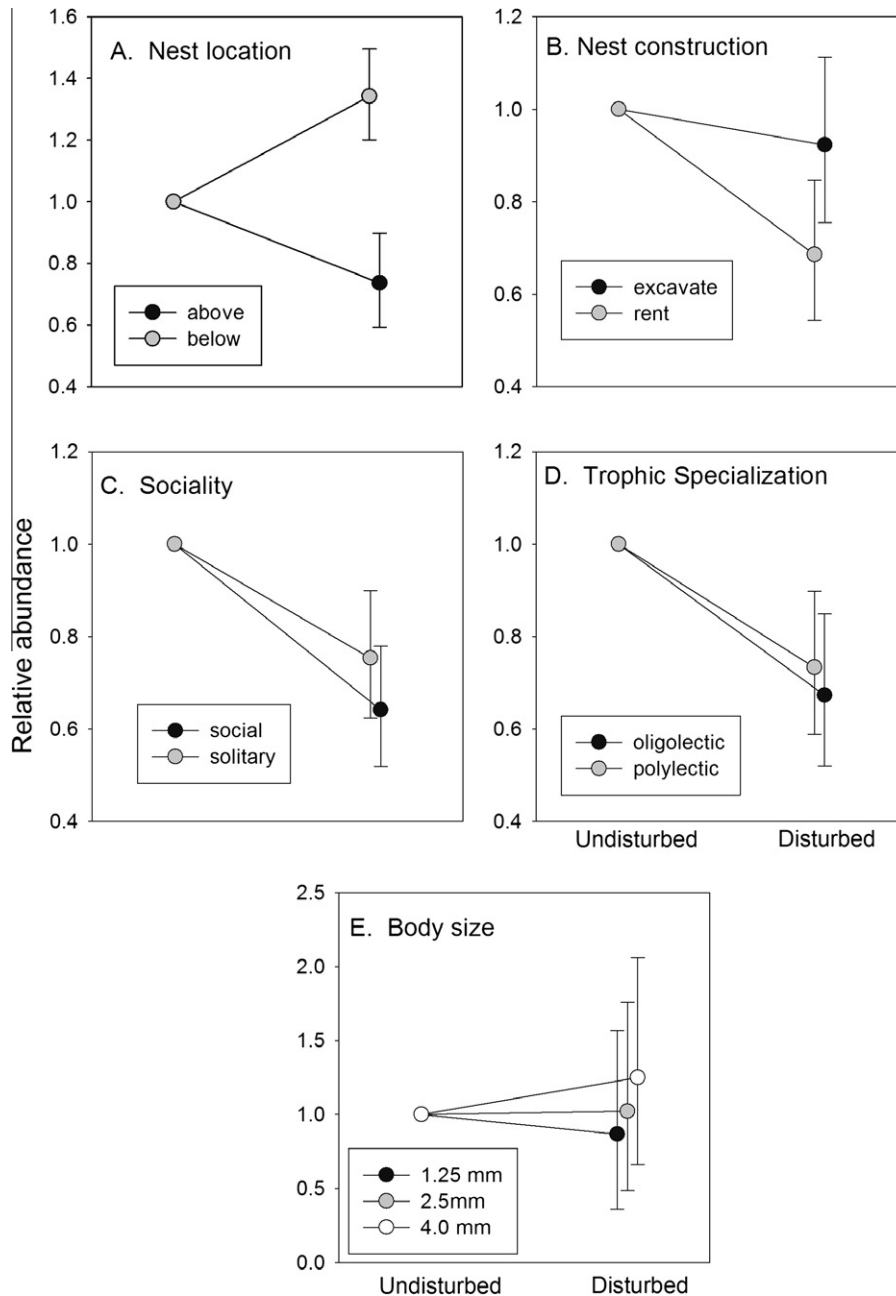 A. Nest location
1.6
1.4
1.2
1.0
0.8
0.6
0.4
above
below
B. Nest construction
1.2
1.0
0.8
0.6
0.4
excavate
rent
C. Sociality
1.2
1.0
0.8
0.6
0.4
social
solitary
D. Trophic Specialization
1.2
1.0
0.8
0.6
0.4
oligolectic
polylectic
Undisturbed Disturbed
Relative abundance
E. Body size
2.5
2.0
1.5
1.0
0.5
0.0
1.25 mm
2.5mm
4.0 mm
Undisturbed Disturbed